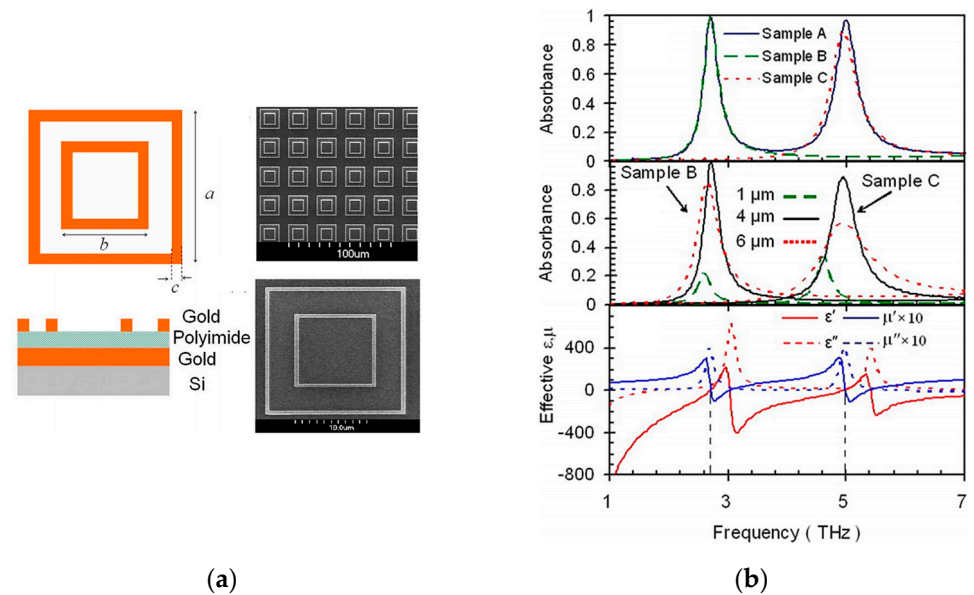 a
b
c
Gold
Polyimide
Gold
Si
100um
10.0um
(a)
Absorbance
1
0.8
0.6
0.4
0.2
0
Sample A
Sample B
Sample C
Absorbance
0.8
0.6
0.4
0.2
0
Sample B
1 μm
4 μm
6 μm
Sample C
Effective ε,μ
400
0
-400
-800
ε′
μ′×10
ε″
μ″×10
1
3
5
7
Frequency ( THz )
(b)